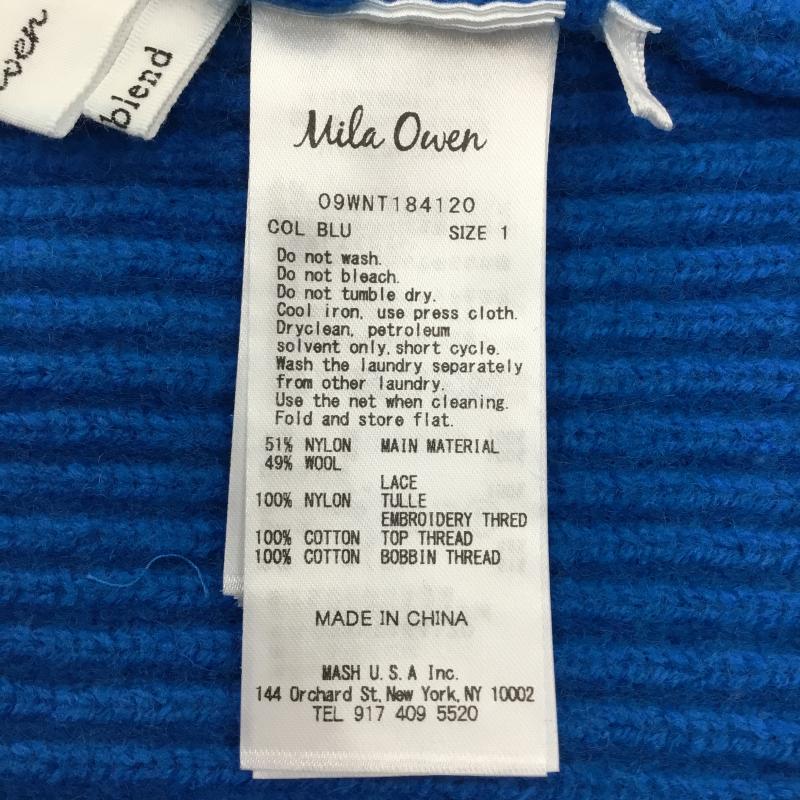 wen
blend
Mila Owen
09WNT184120
COL BLU SIZE 1
Do not wash.
Do not bleach.
Do not tumble dry.
Cool iron, use press cloth.
Dryclean, petroleum
solvent only, short cycle.
Wash the laundry separately
from other laundry.
Use the net when cleaning.
Fold and store flat.
51% NYLON MAIN MATERIAL
49% WOOL
LACE
100% NYLON TULLE
EMBROIDERY THRED
100% COTTON TOP THREAD
100% COTTON BOBBIN THREAD
MADE IN CHINA
MASH U.S.A Inc.
144 Orchard St, New York, NY 10002
TEL 917 409 5520